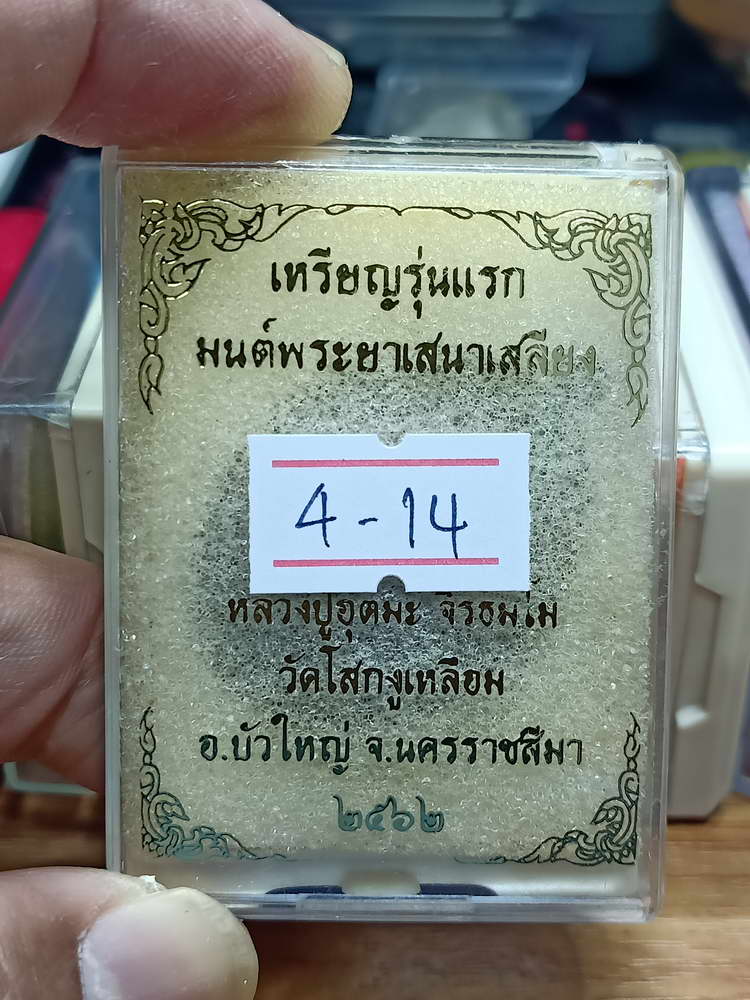 เหรียญรุ่นแรก
มนต์พระยาเสนาเสลียง
4-14
หลวงปู่อุตมะ จิรธมฺโม
วัดโสกงูเหลือม
อ.บัวใหญ่ จ.นครราชสีมา
๒๕๖๒